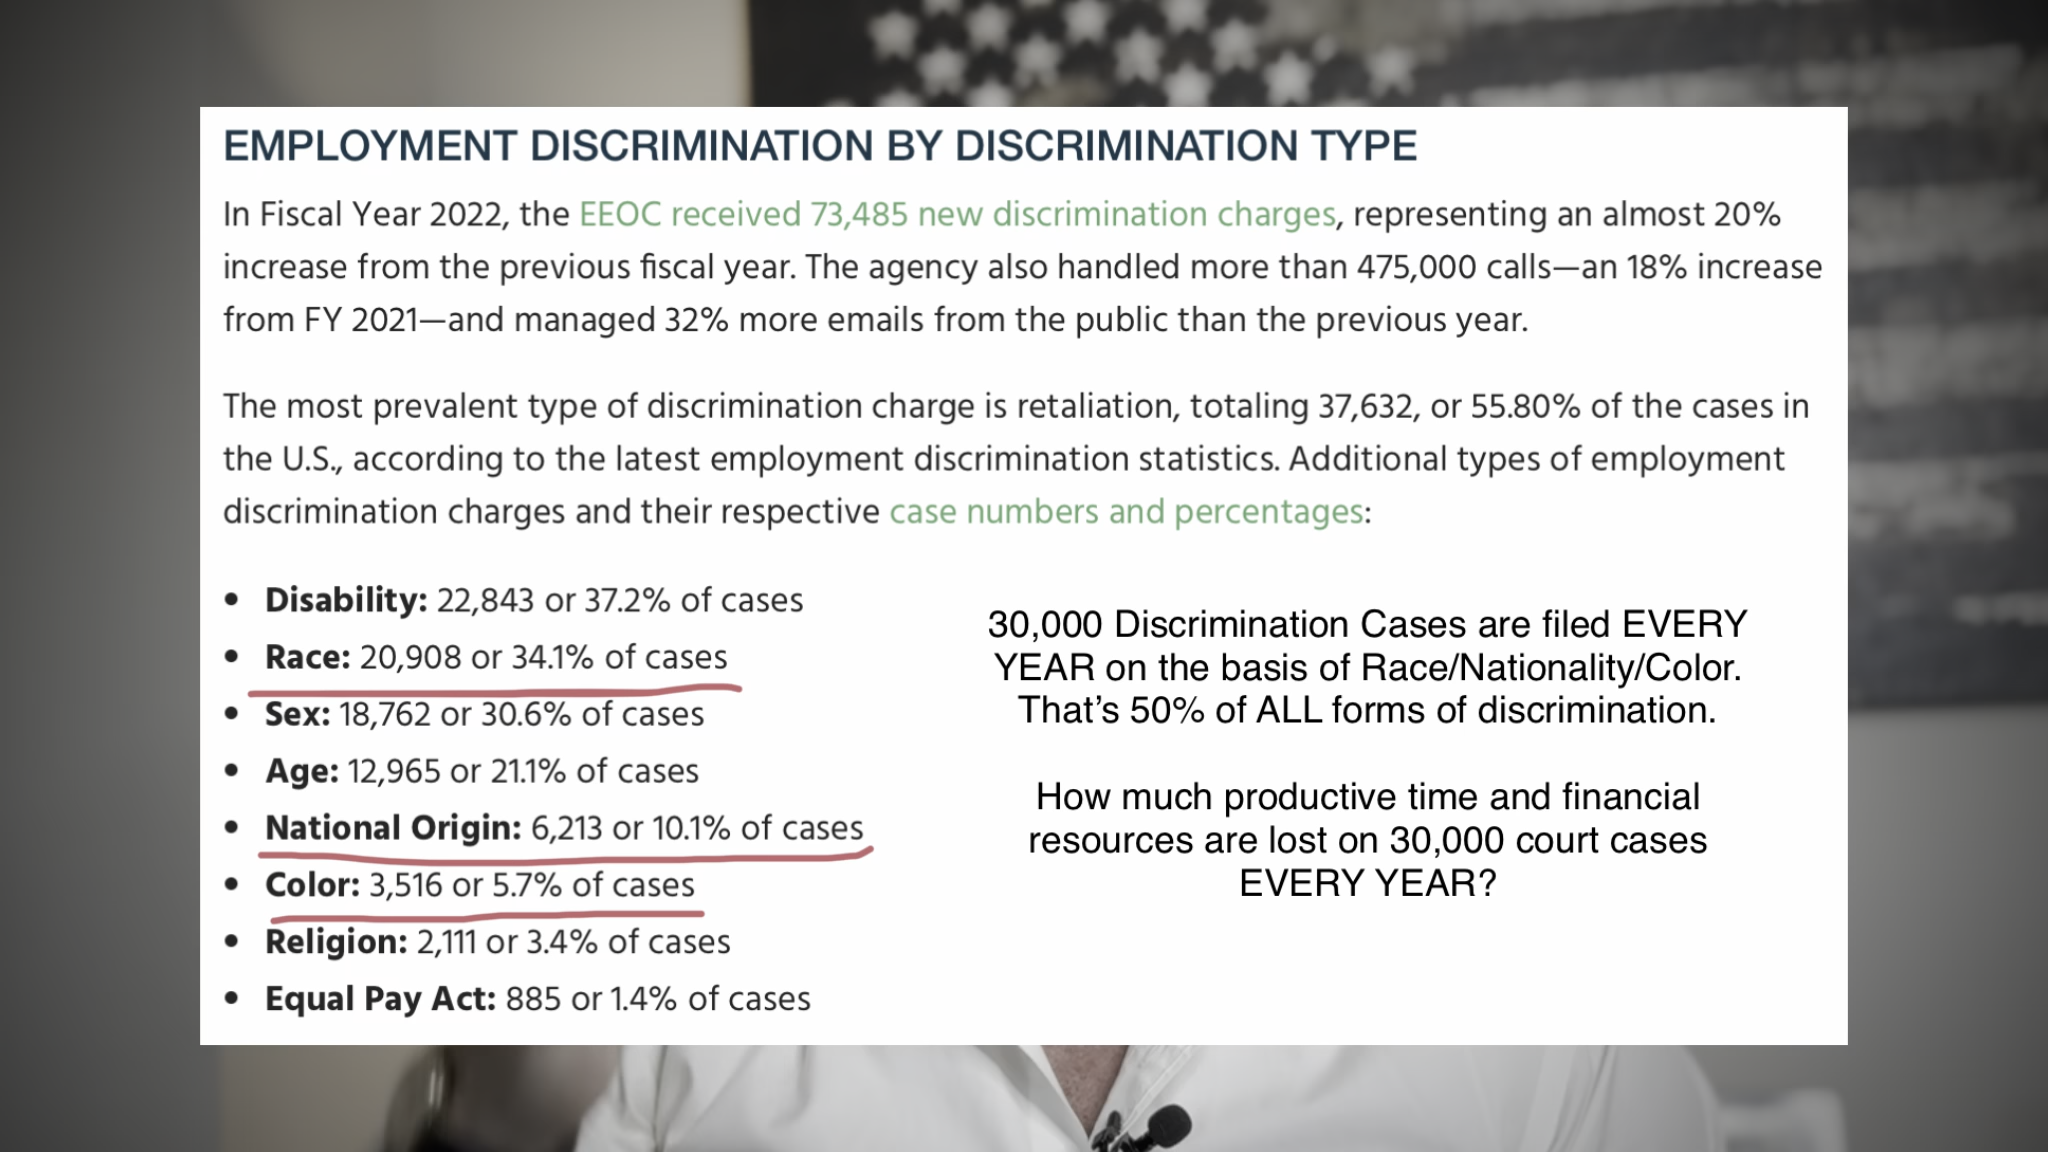 EMPLOYMENT DISCRIMINATION BY DISCRIMINATION TYPE
In Fiscal Year 2022, the EEOC received 73,485 new discrimination charges, representing an almost 20%
increase from the previous fiscal year. The agency also handled more than 475,000 calls—an 18% increase
from FY 2021—and managed 32% more emails from the public than the previous year.
The most prevalent type of discrimination charge is retaliation, totaling 37,632, or 55.80% of the cases in
the U.S., according to the latest employment discrimination statistics. Additional types of employment
discrimination charges and their respective case numbers and percentages:
• Disability: 22,843 or 37.2% of cases
• Race: 20,908 or 34.1% of cases
• Sex: 18,762 or 30.6% of cases
• Age: 12,965 or 21.1% of cases
• National Origin: 6,213 or 10.1% of cases
• Color: 3,516 or 5.7% of cases
• Religion: 2,111 or 3.4% of cases
• Equal Pay Act: 885 or 1.4% of cases
30,000 Discrimination Cases are filed EVERY
YEAR on the basis of Race/Nationality/Color.
That’s 50% of ALL forms of discrimination.
How much productive time and financial
resources are lost on 30,000 court cases
EVERY YEAR?